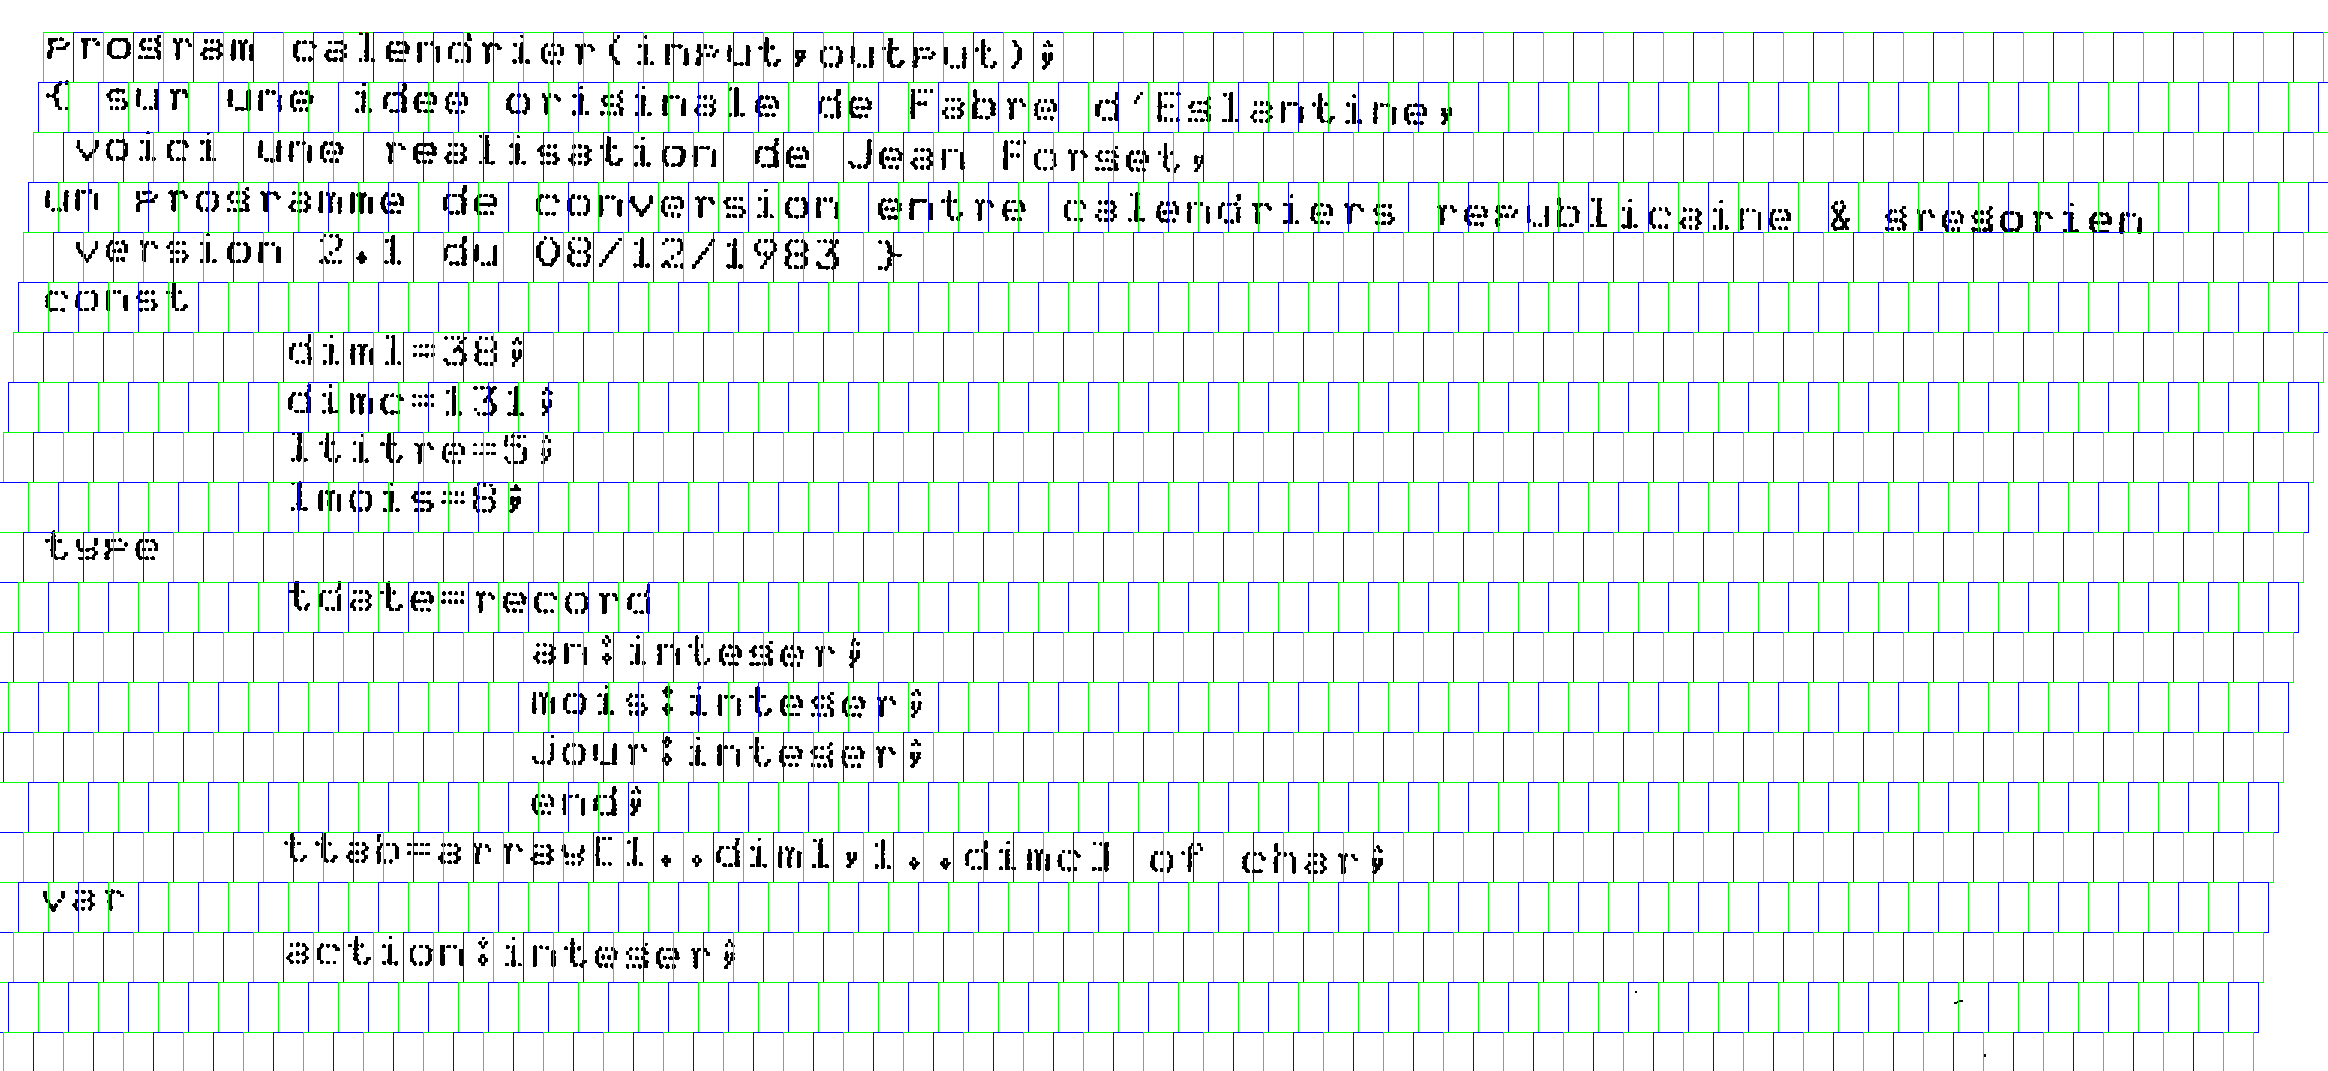 program calendrier(input,output);
{ sur une idee originale de Fabre d'Eglantine,
voici une realisation de Jean Forget,
un programme de conversion entre calendriers republicaine & gregorien
version 2.1 du 08/12/1983 }
const
diml=38;
dimc=131;
ltitre=5;
lmois=8;
type
tdate=record
an:integer;
mois:integer;
jour:integer;
end;
ttab=array[1..diml,1..dimc] of char;
var
action:integer;